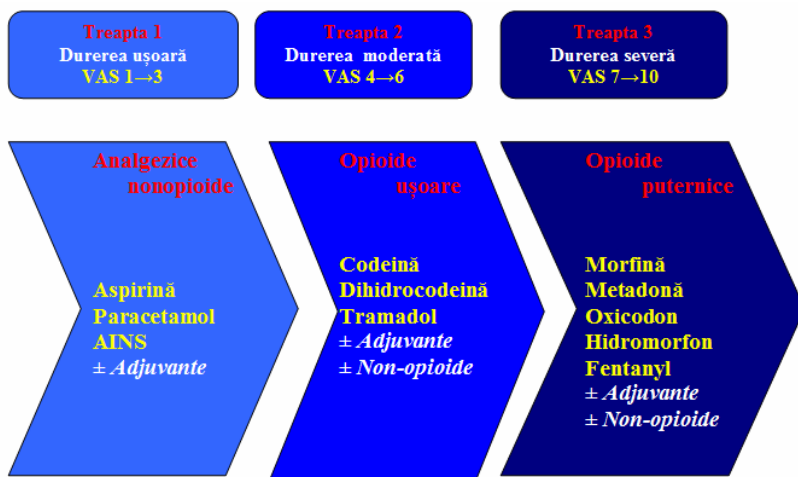 Treapta 1
Durerea ușoară
VAS 1→3
Treapta 2
Durerea moderată
VAS 4→6
Treapta 3
Durerea severă
VAS 7→10
Analgezice
nonopioide
Aspirină
Paracetamol
AINS
± Adjuvante
Opioide
ușoare
Codeină
Dihidrocodeină
Tramadol
± Adjuvante
± Non-opioide
Opioide
puternice
Morfină
Metadonă
Oxicodon
Hidromorfon
Fentanyl
± Adjuvante
± Non-opioide